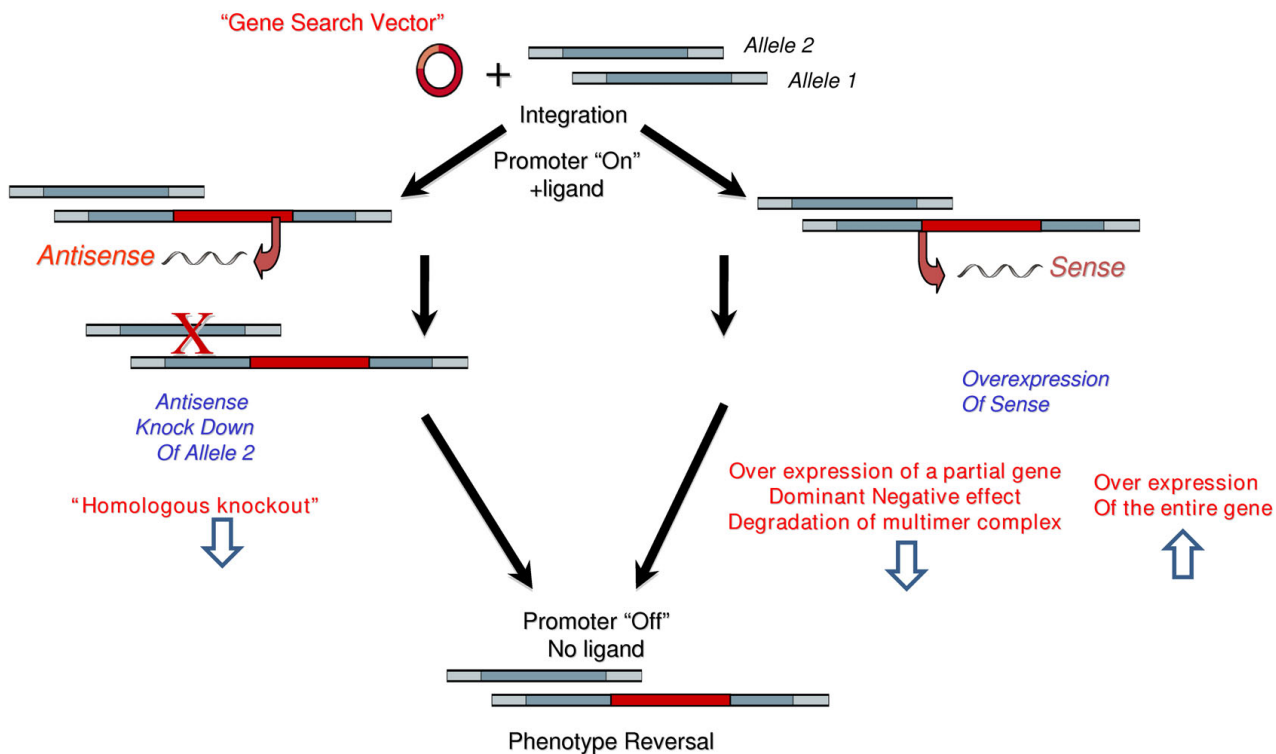 “Gene Search Vector”
+
Allele 2
Allele 1
Integration
Promoter “On”
+ligand
Antisense
Sense
X
Antisense
Knock Down
Of Allele 2
Overexpression
Of Sense
“Homologous knockout”
Over expression of a partial gene
Dominant Negative effect
Degradation of multimer complex
Over expression
Of the entire gene
Promoter “Off”
No ligand
Phenotype Reversal